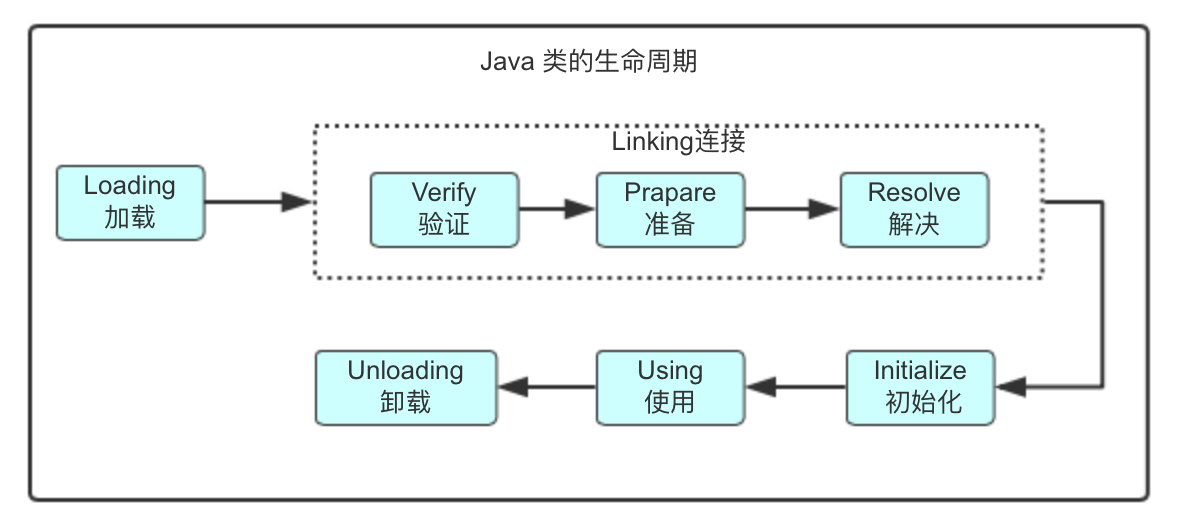 Java 类的生命周期
Linking连接
Loading
加载
Verify
验证
Prapare
准备
Resolve
解决
Unloading
卸载
Using
使用
Initialize
初始化